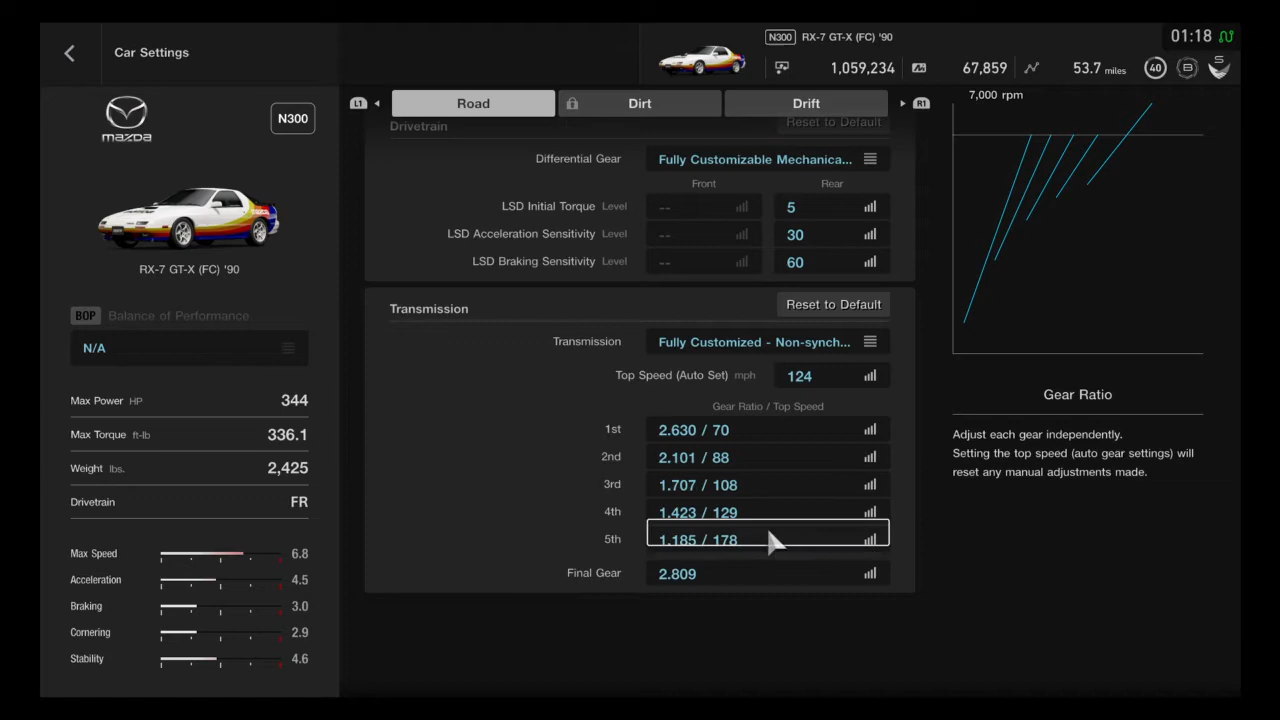 Car Settings
N300 RX-7 GT-X (FC) '90
01:18
1,059,234
67,859
53.7 miles
40
B
S
mazda
N300
RX-7 GT-X (FC) '90
BOP Balance of Performance
N/A
Max Power HP 344
Max Torque ft-lb 336.1
Weight lbs. 2,425
Drivetrain FR
Max Speed 6.8
Acceleration 4.5
Braking 3.0
Cornering 2.9
Stability 4.6
L1 Road Dirt Drift R1
Drivetrain Reset to Default
Differential Gear Fully Customizable Mechanica...
Front Rear
LSD Initial Torque Level -- 5
LSD Acceleration Sensitivity Level -- 30
LSD Braking Sensitivity Level -- 60
Transmission Reset to Default
Transmission Fully Customized - Non-synch...
Top Speed (Auto Set) mph 124
Gear Ratio / Top Speed
1st 2.630 / 70
2nd 2.101 / 88
3rd 1.707 / 108
4th 1.423 / 129
5th 1.185 / 178
Final Gear 2.809
7,000 rpm
Gear Ratio
Adjust each gear independently.
Setting the top speed (auto gear settings) will
reset any manual adjustments made.